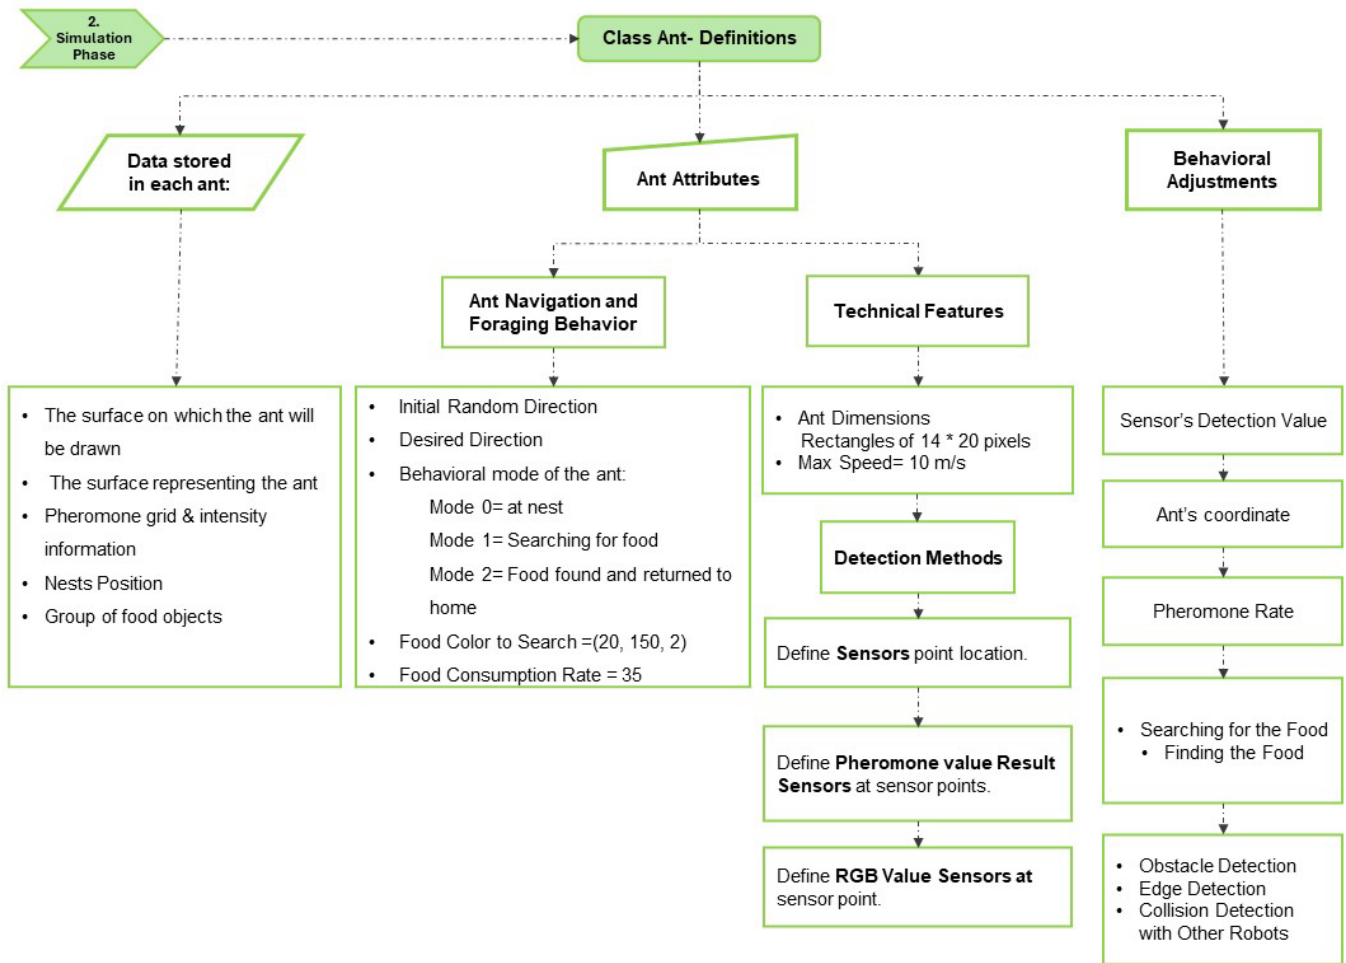 2.
Simulation
Phase
Class Ant- Definitions
Data stored
in each ant:
Ant Attributes
Behavioral
Adjustments
Ant Navigation and
Foraging Behavior
Technical Features
• The surface on which the ant will
be drawn
• The surface representing the ant
• Pheromone grid & intensity
information
• Nests Position
• Group of food objects
• Initial Random Direction
• Desired Direction
• Behavioral mode of the ant:
Mode 0= at nest
Mode 1= Searching for food
Mode 2= Food found and returned to
home
• Food Color to Search =(20, 150, 2)
• Food Consumption Rate = 35
• Ant Dimensions
Rectangles of 14 * 20 pixels
• Max Speed= 10 m/s
Detection Methods
Define Sensors point location.
Define Pheromone value Result
Sensors at sensor points.
Define RGB Value Sensors at
sensor point.
Sensor's Detection Value
Ant's coordinate
Pheromone Rate
• Searching for the Food
• Finding the Food
• Obstacle Detection
• Edge Detection
• Collision Detection
with Other Robots